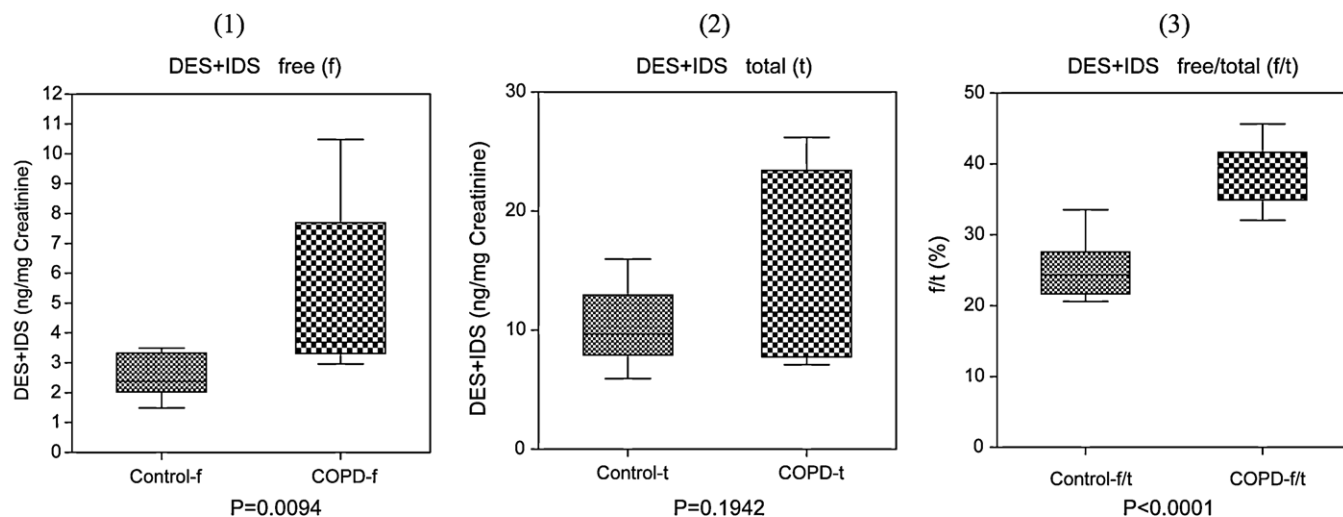 (1)
DES+IDS free (f)
12
11
10
9
8
7
6
5
4
3
2
1
0
DES+IDS (ng/mg Creatinine)
Control-f COPD-f
P=0.0094
(2)
DES+IDS total (t)
30
20
10
0
DES+IDS (ng/mg Creatinine)
Control-t COPD-t
P=0.1942
(3)
DES+IDS free/total (f/t)
50
40
30
20
10
0
f/t (%)
Control-f/t COPD-f/t
P<0.0001